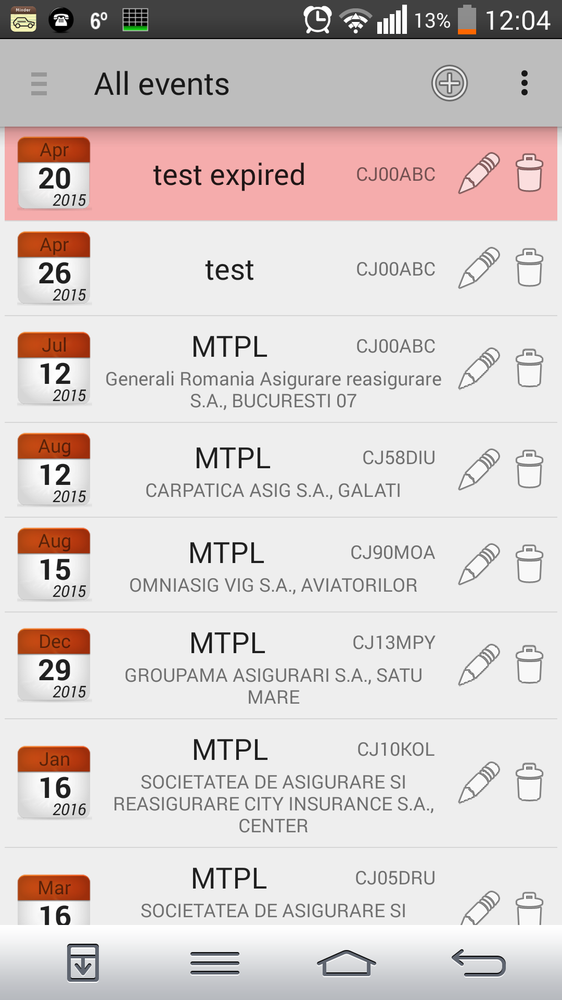 Minder
6º
13%
12:04
All events
Apr
20
2015
test expired
CJ00ABC
Apr
26
2015
test
CJ00ABC
Jul
12
2015
MTPL
CJ00ABC
Generali Romania Asigurare reasigurare
S.A., BUCURESTI 07
Aug
12
2015
MTPL
CJ58DIU
CARPATICA ASIG S.A., GALATI
Aug
15
2015
MTPL
CJ90MOA
OMNIASIG VIG S.A., AVIATORILOR
Dec
29
2015
MTPL
CJ13MPY
GROUPAMA ASIGURARI S.A., SATU
MARE
Jan
16
2016
MTPL
CJ10KOL
SOCIETATEA DE ASIGURARE SI
REASIGURARE CITY INSURANCE S.A.,
CENTER
Mar
16
MTPL
CJ05DRU
SOCIETATEA DE ASIGURARE SI